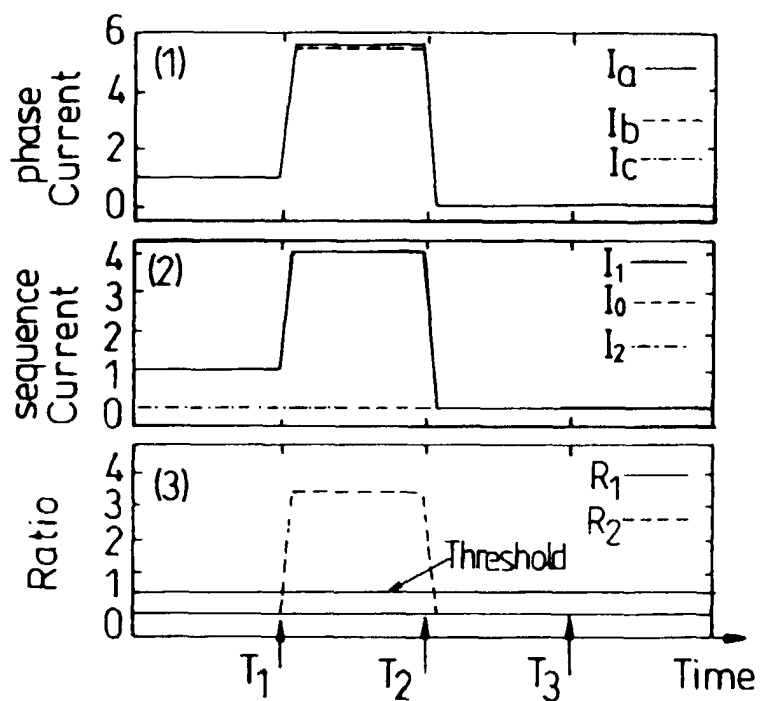 6
(1)
4
2
0
phase
Current
Ia
Ib
Ic
4
(2)
3
2
1
0
sequence
Current
I1
I0
I2
4
(3)
3
2
1
0
Ratio
R1
R2
Threshold
T1
T2
T3
Time